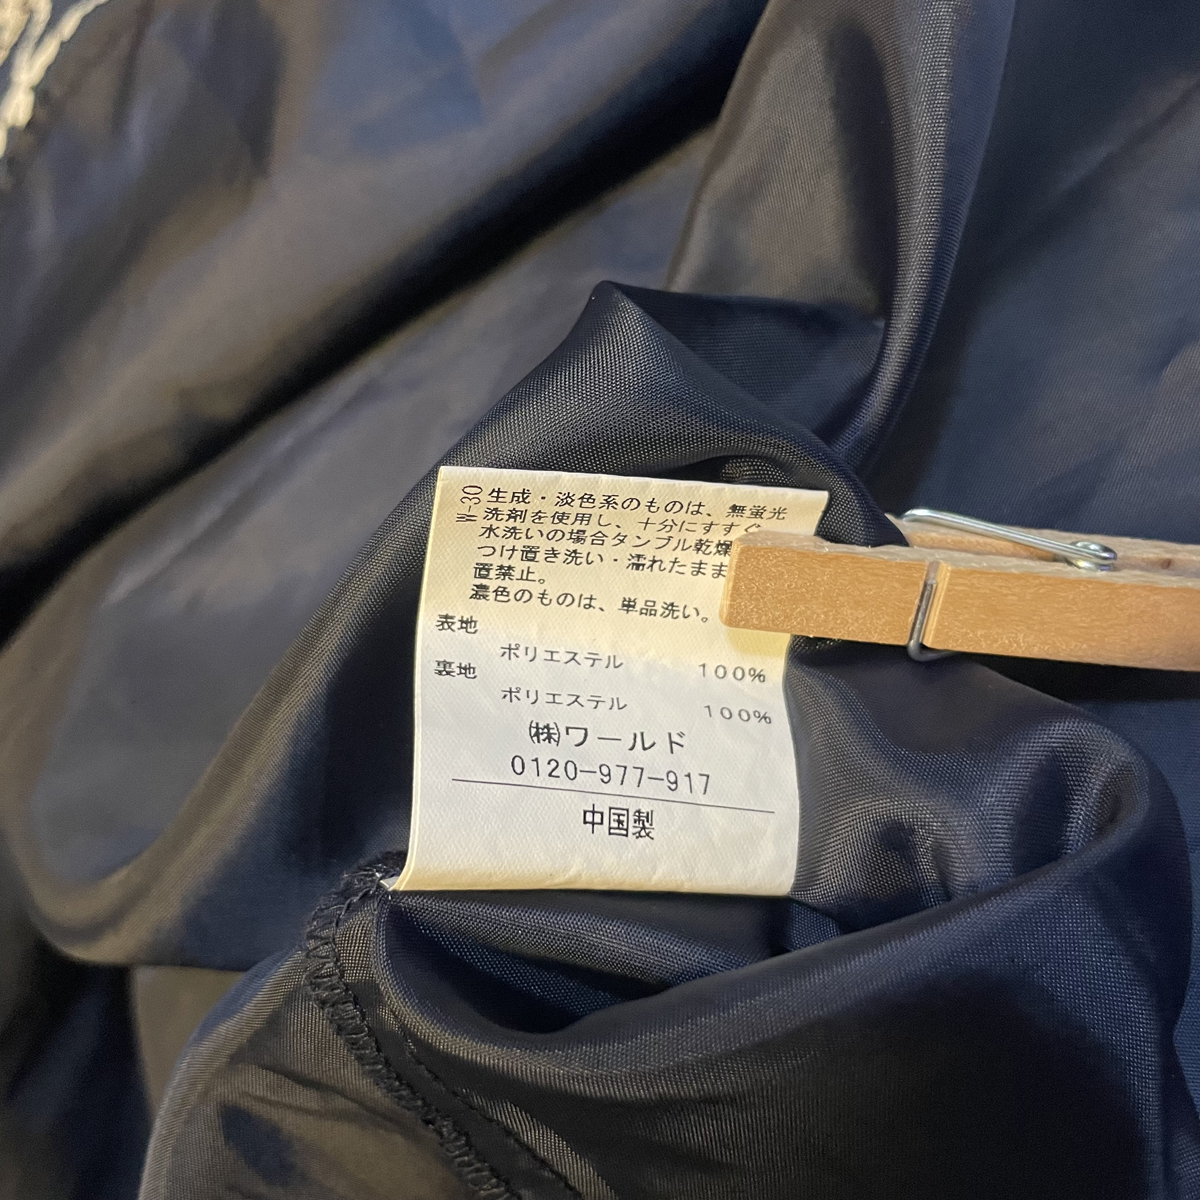 W-30
生成・淡色系のものは、無蛍光
洗剤を使用し、十分にすすぐ
水洗いの場合タンブル乾燥
つけ置き洗い・濡れたまま
置禁止。
濃色のものは、単品洗い。
表地
ポリエステル 100%
裏地
ポリエステル 100%
㈱ワールド
0120-977-917
中国製